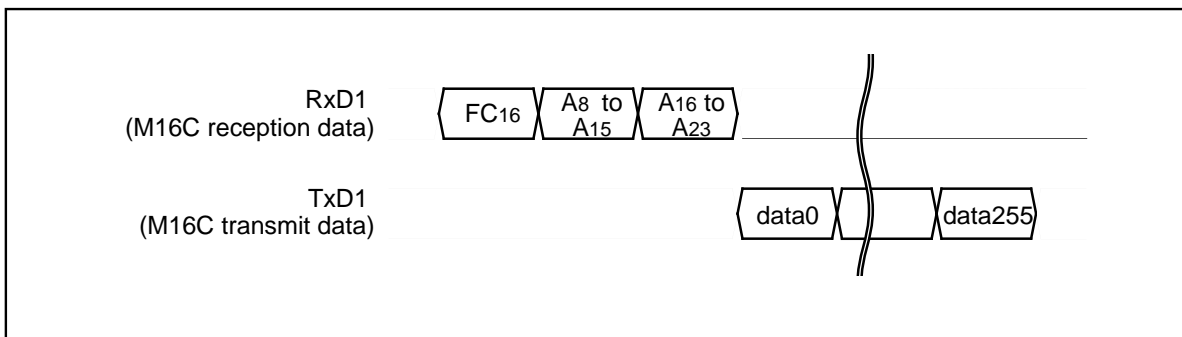 RxD1
(M16C reception data)
FC16
A8 to
A15
A16 to
A23
TxD1
(M16C transmit data)
data0
data255